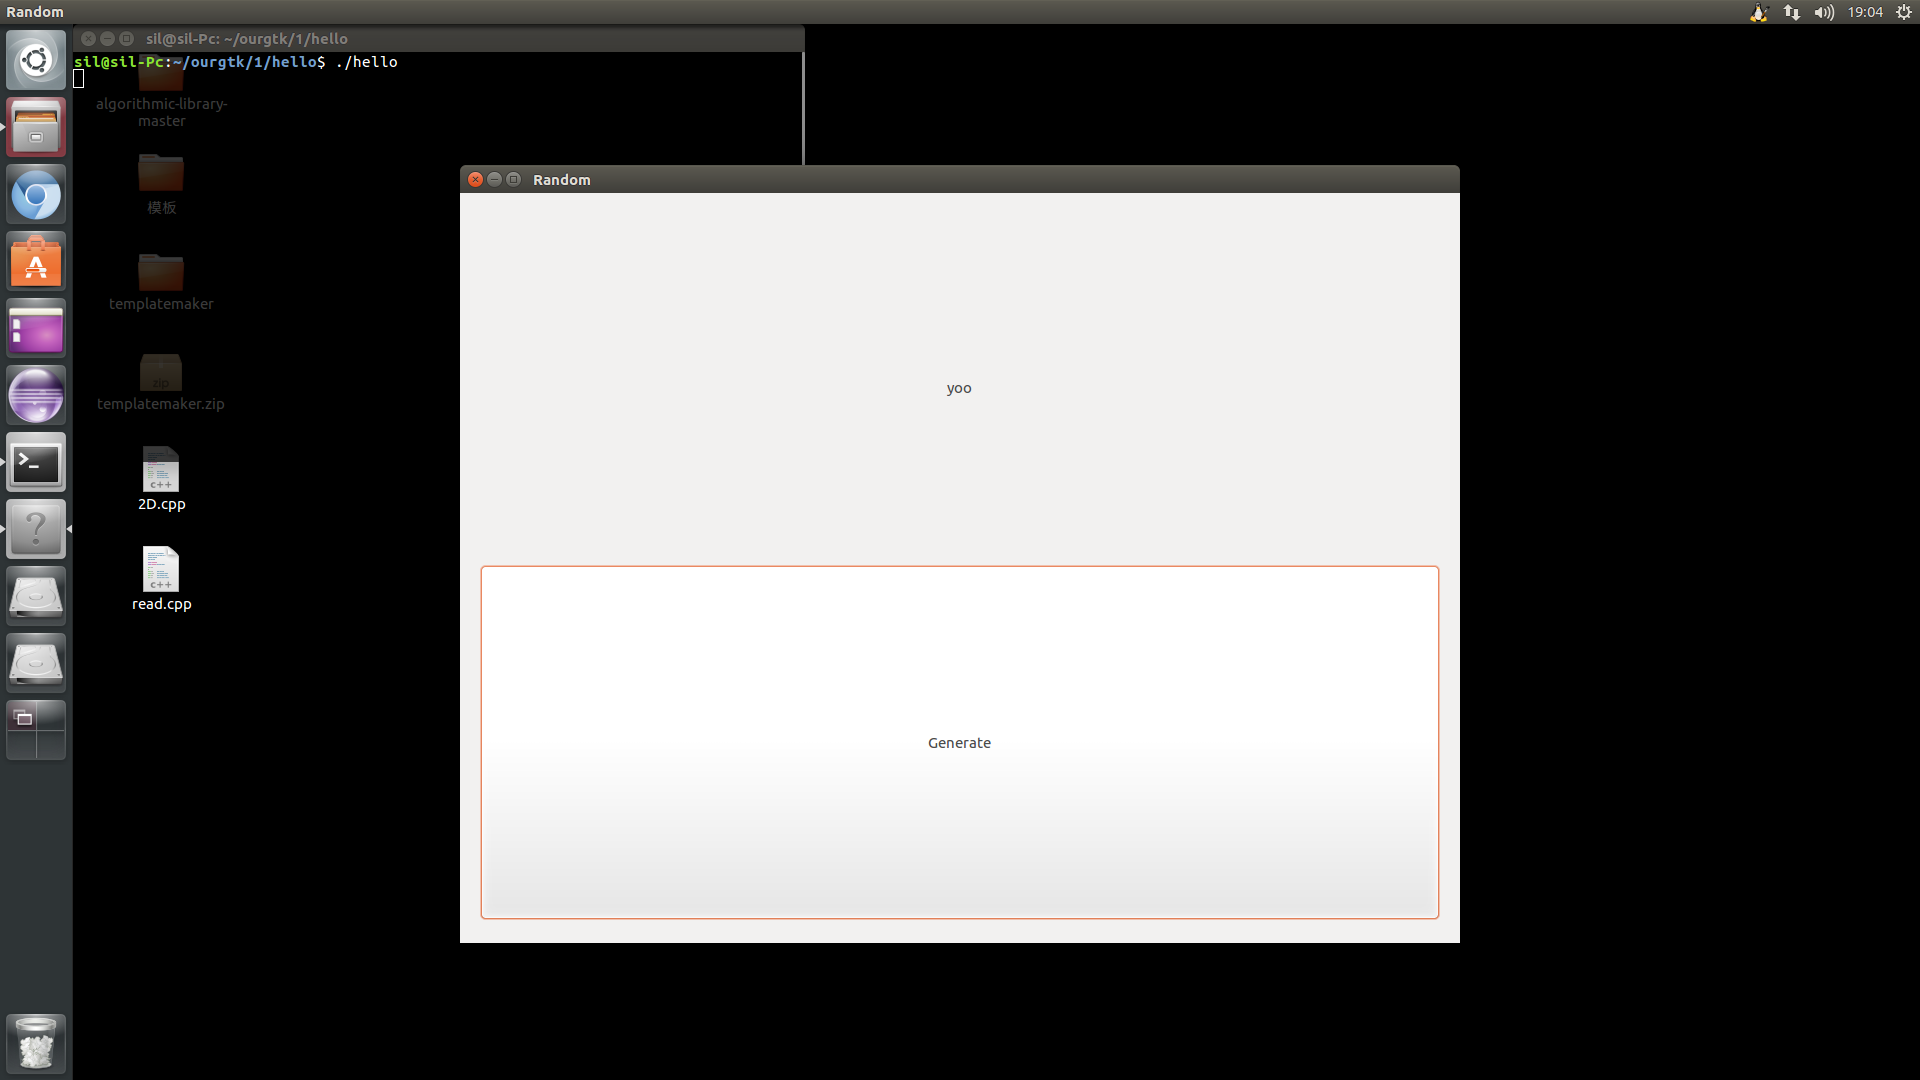 Random
19:04
sil@sil-Pc: ~/ourgtk/1/hello
sil@sil-Pc:~/ourgtk/1/hello$ ./hello
algorithmic-library-
master
模板
templatemaker
zip
templatemaker.zip
c++
2D.cpp
c++
read.cpp
Random
yoo
Generate